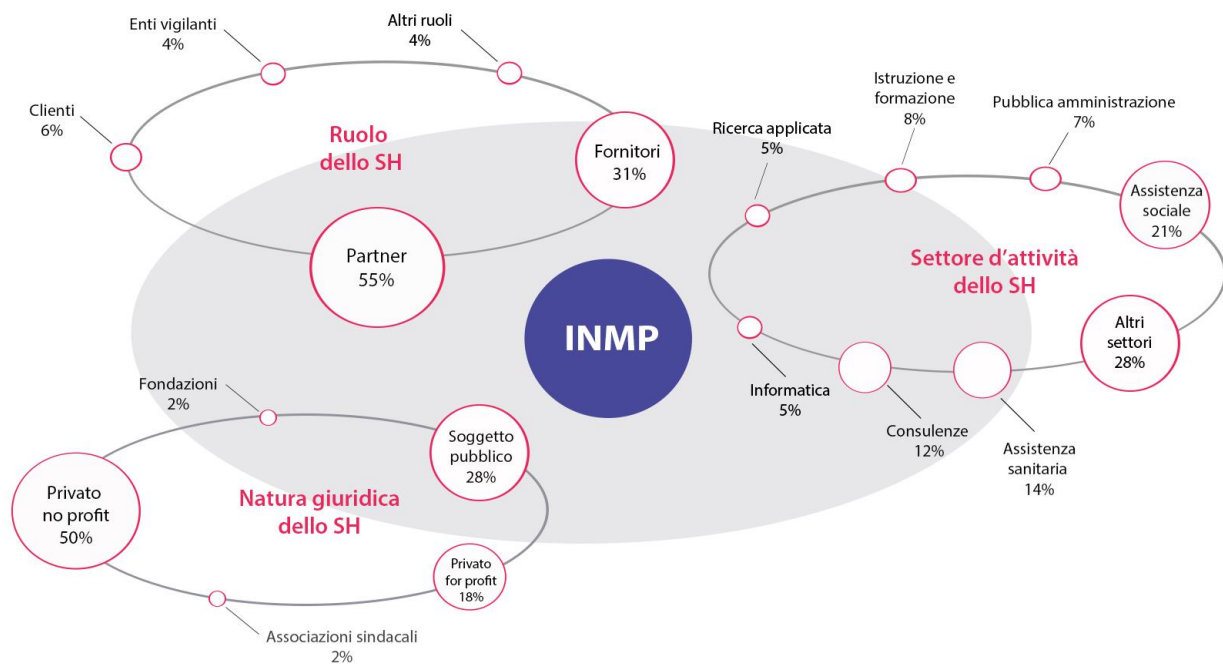 Enti vigilanti
4%
Altri ruoli
4%
Clienti
6%
Ruolo
dello SH
Fornitori
31%
Partner
55%
Istruzione e
formazione
8%
Pubblica amministrazione
7%
Ricerca applicata
5%
Assistenza
sociale
21%
Settore d'attività
dello SH
Altri
settori
28%
Informatica
5%
Consulenze
12%
Assistenza
sanitaria
14%
INMP
Fondazioni
2%
Soggetto
pubblico
28%
Privato
no profit
50%
Natura giuridica
dello SH
Privato
for profit
18%
Associazioni sindacali
2%